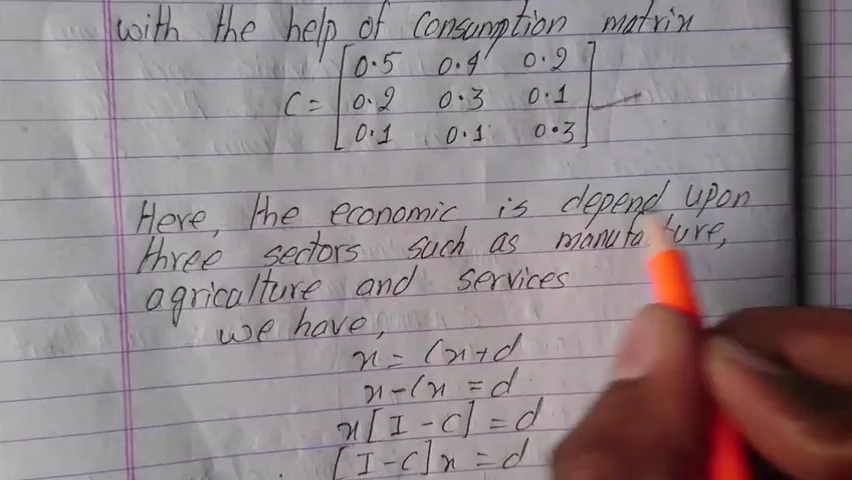 with the help of consumption matrix
0.5 0.4 0.2
C = 0.2 0.3 0.1
0.1 0.1 0.3
Here, the economic is depend upon
three sectors such as manufacture,
agriculture and services
we have,
x = Cx + d
x - Cx = d
x[I - C] = d
[I - C]x = d